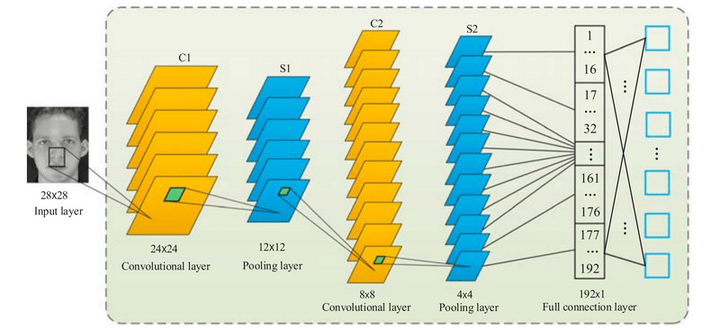 C1
S1
C2
S2
28x28
Input layer
24x24
Convolutional layer
12x12
Pooling layer
8x8
Convolutional layer
4x4
Pooling layer
1
...
16
17
...
32
⋮
161
...
176
177
...
192
192x1
Full connection layer
⋮
⋮
⋮